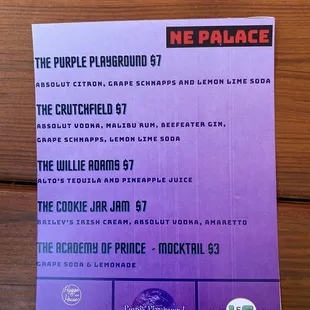 NE PALACE
THE PURPLE PLAYGROUND $7
ABSOLUT CITRON, GRAPE SCHNAPPS AND LEMON LIME SODA
THE CRUTCHFIELD $7
ABSOLUT VODKA, MALIBU RUM, BEEFEATER GIN,
GRAPE SCHNAPPS, LEMON LIME SODA
THE WILLIE ADAMS $7
ALTO'S TEQUILA AND PINEAPPLE JUICE
THE COOKIE JAR JAM $7
BAILEY'S IRISH CREAM, ABSOLUT VODKA, AMARETTO
THE ACADEMY OF PRINCE - MOCKTAIL $3
GRAPE SODA & LEMONADE
Purple Playground